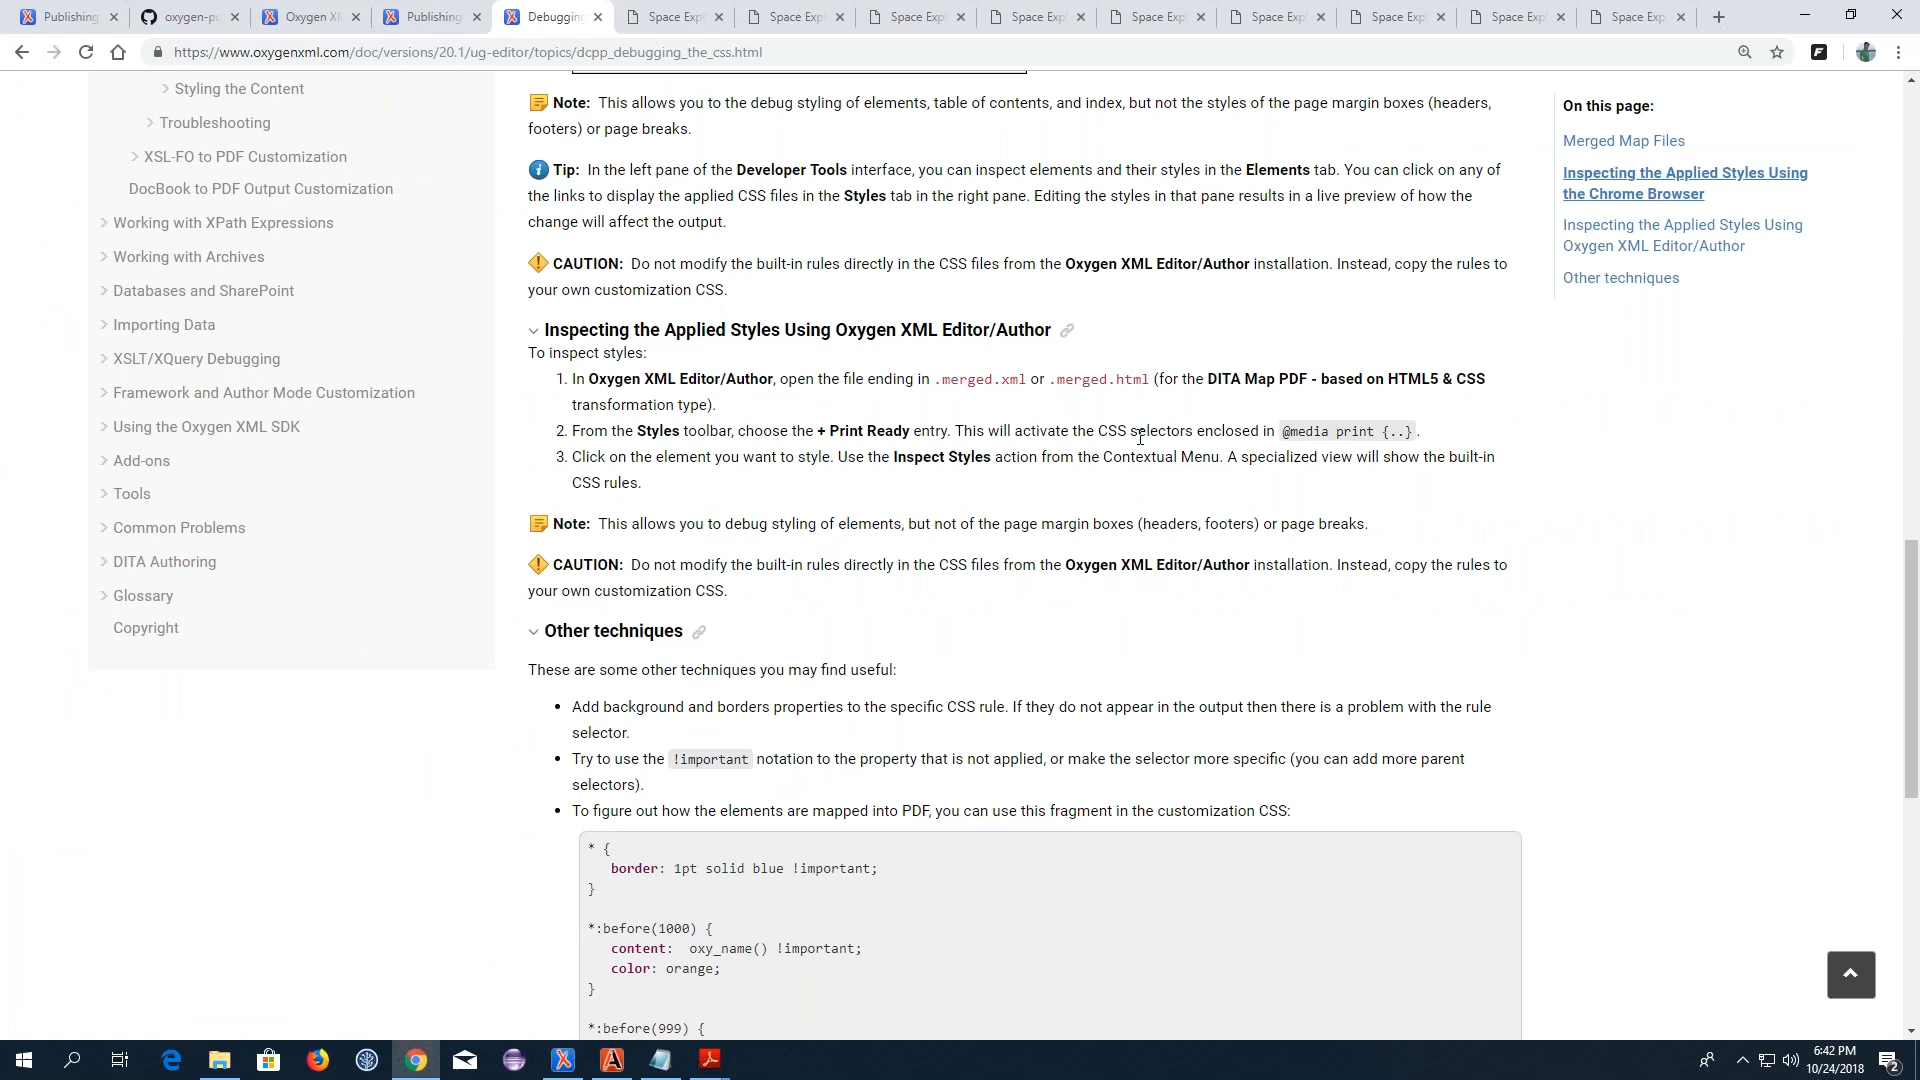 Publishing
oxygen-pu
Oxygen X
Publishing
Debugging
Space Exp
Space Exp
Space Exp
Space Exp
Space Exp
Space Exp
Space Exp
Space Exp
Space Exp
https://www.oxygenxml.com/doc/versions/20.1/ug-editor/topics/dcpp_debugging_the_css.html
Styling the Content
Troubleshooting
XSL-FO to PDF Customization
DocBook to PDF Output Customization
Working with XPath Expressions
Working with Archives
Databases and SharePoint
Importing Data
XSLT/XQuery Debugging
Framework and Author Mode Customization
Using the Oxygen XML SDK
Add-ons
Tools
Common Problems
DITA Authoring
Glossary
Copyright
Note: This allows you to the debug styling of elements, table of contents, and index, but not the styles of the page margin boxes (headers,
footers) or page breaks.
Tip: In the left pane of the Developer Tools interface, you can inspect elements and their styles in the Elements tab. You can click on any of
the links to display the applied CSS files in the Styles tab in the right pane. Editing the styles in that pane results in a live preview of how the
change will affect the output.
CAUTION: Do not modify the built-in rules directly in the CSS files from the Oxygen XML Editor/Author installation. Instead, copy the rules to
your own customization CSS.
Inspecting the Applied Styles Using Oxygen XML Editor/Author
To inspect styles:
1. In Oxygen XML Editor/Author, open the file ending in .merged.xml or .merged.html (for the DITA Map PDF - based on HTML5 & CSS
transformation type).
2. From the Styles toolbar, choose the + Print Ready entry. This will activate the CSS selectors enclosed in @media print {..} .
3. Click on the element you want to style. Use the Inspect Styles action from the Contextual Menu. A specialized view will show the built-in
CSS rules.
Note: This allows you to debug styling of elements, but not of the page margin boxes (headers, footers) or page breaks.
CAUTION: Do not modify the built-in rules directly in the CSS files from the Oxygen XML Editor/Author installation. Instead, copy the rules to
your own customization CSS.
Other techniques
These are some other techniques you may find useful:
• Add background and borders properties to the specific CSS rule. If they do not appear in the output then there is a problem with the rule
selector.
• Try to use the !important notation to the property that is not applied, or make the selector more specific (you can add more parent
selectors).
• To figure out how the elements are mapped into PDF, you can use this fragment in the customization CSS:
* {
border: 1pt solid blue !important;
}
*:before(1000) {
content: oxy_name() !important;
color: orange;
}
*:before(999) {
On this page:
Merged Map Files
Inspecting the Applied Styles Using
the Chrome Browser
Inspecting the Applied Styles Using
Oxygen XML Editor/Author
Other techniques
6:42 PM
10/24/2018
2